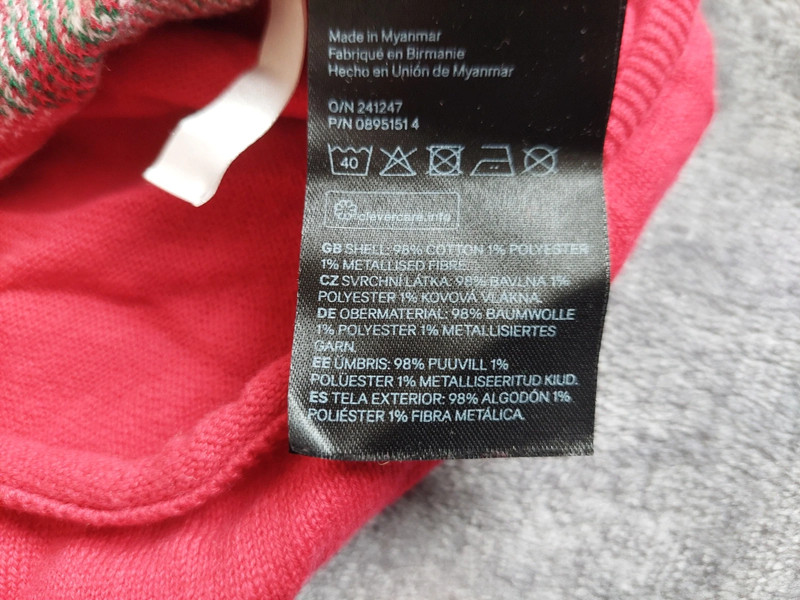 Made in Myanmar
Fabriqué en Birmanie
Hecho en Unión de Myanmar
O/N 241247
P/N 0895151 4
40
clevercare.info
GB SHELL: 98% COTTON 1% POLYESTER
1% METALLISED FIBRE.
CZ SVRCHNI LÁTKA: 98% BAVLNA 1%
POLYESTER 1% KOVOVÁ VLÁKNA.
DE OBERMATERIAL: 98% BAUMWOLLE
1% POLYESTER 1% METALLISIERTES
GARN.
EE ÜMBRIS: 98% PUUVILL 1%
POLÜESTER 1% METALLISEERITUD KIUD.
ES TELA EXTERIOR: 98% ALGODÓN 1%
POLIÉSTER 1% FIBRA METÁLICA.